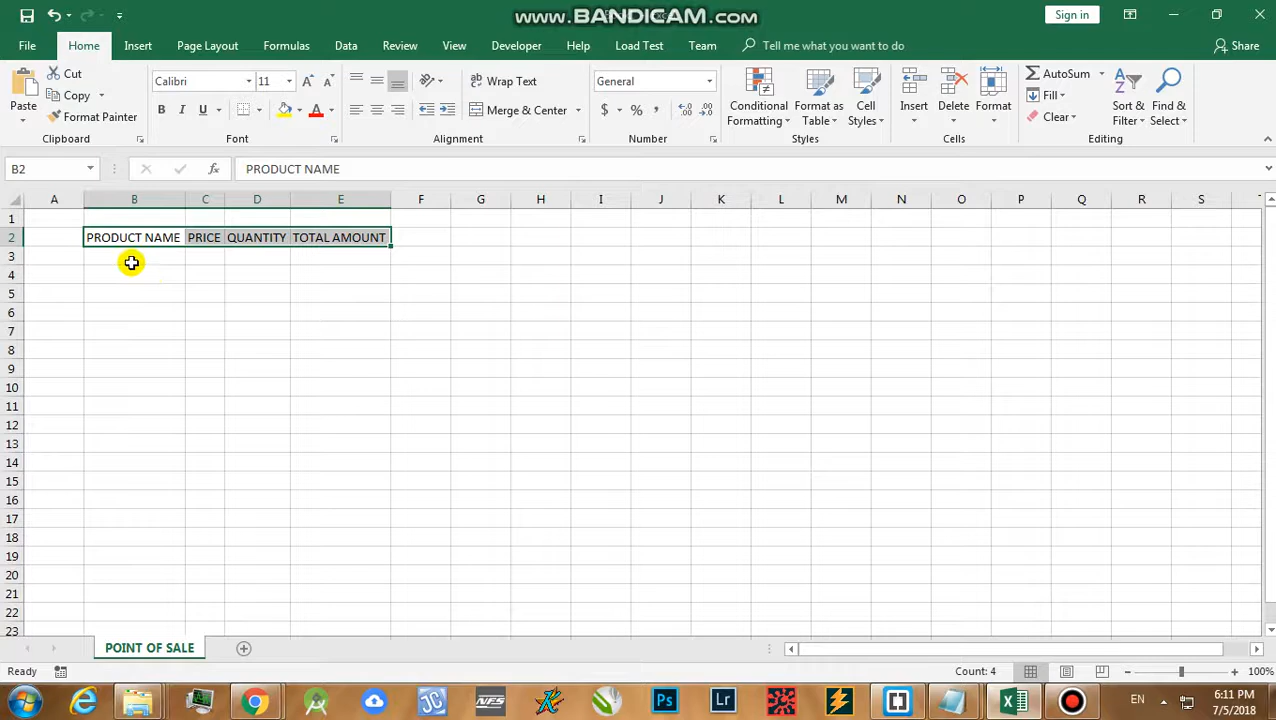 www.BANDICAM.com
Sign in
File Home Insert Page Layout Formulas Data Review View Developer Help Load Test Team Tell me what you want to do Share
Paste
Cut
Copy
Format Painter
Clipboard
Calibri 11
B I U A
Font
Wrap Text
Merge & Center
Alignment
General
$ % ,
Number
Conditional Formatting
Format as Table
Cell Styles
Styles
Insert
Delete
Format
Cells
AutoSum
Fill
Clear
Sort & Filter
Find & Select
Editing
B2 fx PRODUCT NAME
A B C D E F G H I J K L M N O P Q R S
1
2 PRODUCT NAME PRICE QUANTITY TOTAL AMOUNT
3
4
5
6
7
8
9
10
11
12
13
14
15
16
17
18
19
20
21
22
23
POINT OF SALE
Ready Count: 4 100%
JC NFS Ps Lr EN 6:11 PM
7/5/2018